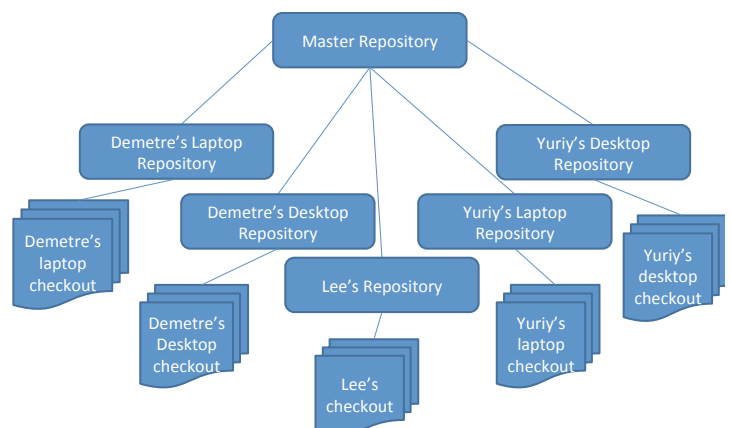 Master Repository
Demetre’s Laptop
Repository
Yuriy’s Desktop
Repository
Demetre’s Desktop
Repository
Yuriy’s Laptop
Repository
Demetre’s
laptop
checkout
Yuriy’s
desktop
checkout
Lee’s Repository
Demetre’s
Desktop
checkout
Yuriy’s
laptop
checkout
Lee’s
checkout